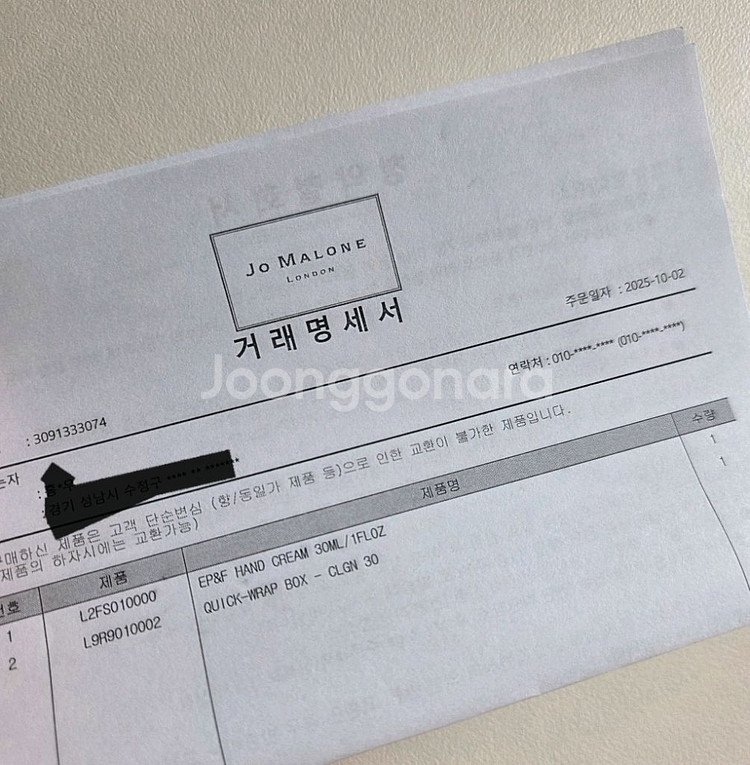 JO MALONE
LONDON
거래명세서
주문일자 : 2025-10-02
연락처 : 010-****-**** (010-****-****)
: 3091333074
Joonggonara
는자
경기 성남시 수정구 **** ** *******
구매하신 제품은 고객 단순변심 (향/동일가 제품 등)으로 인한 교환이 불가한 제품입니다.
제품의 하자시에는 교환가능)
번호 제품 제품명 수량
1 L2FS010000 EP&F HAND CREAM 30ML/1FLOZ 1
2 L9R9010002 QUICK-WRAP BOX - CLGN 30 1